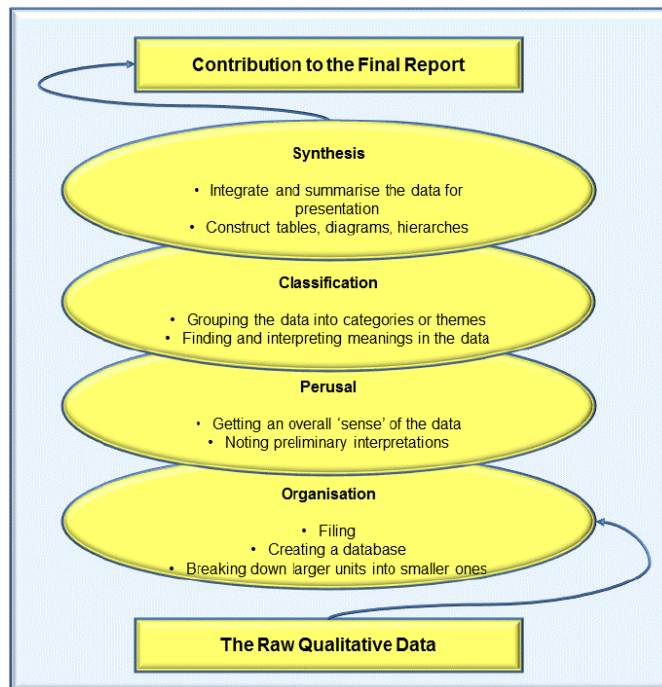 Contribution to the Final Report
Synthesis
• Integrate and summarise the data for
presentation
• Construct tables, diagrams, hierarches
Classification
• Grouping the data into categories or themes
• Finding and interpreting meanings in the data
Perusal
• Getting an overall ‘sense’ of the data
• Noting preliminary interpretations
Organisation
• Filing
• Creating a database
• Breaking down larger units into smaller ones
The Raw Qualitative Data